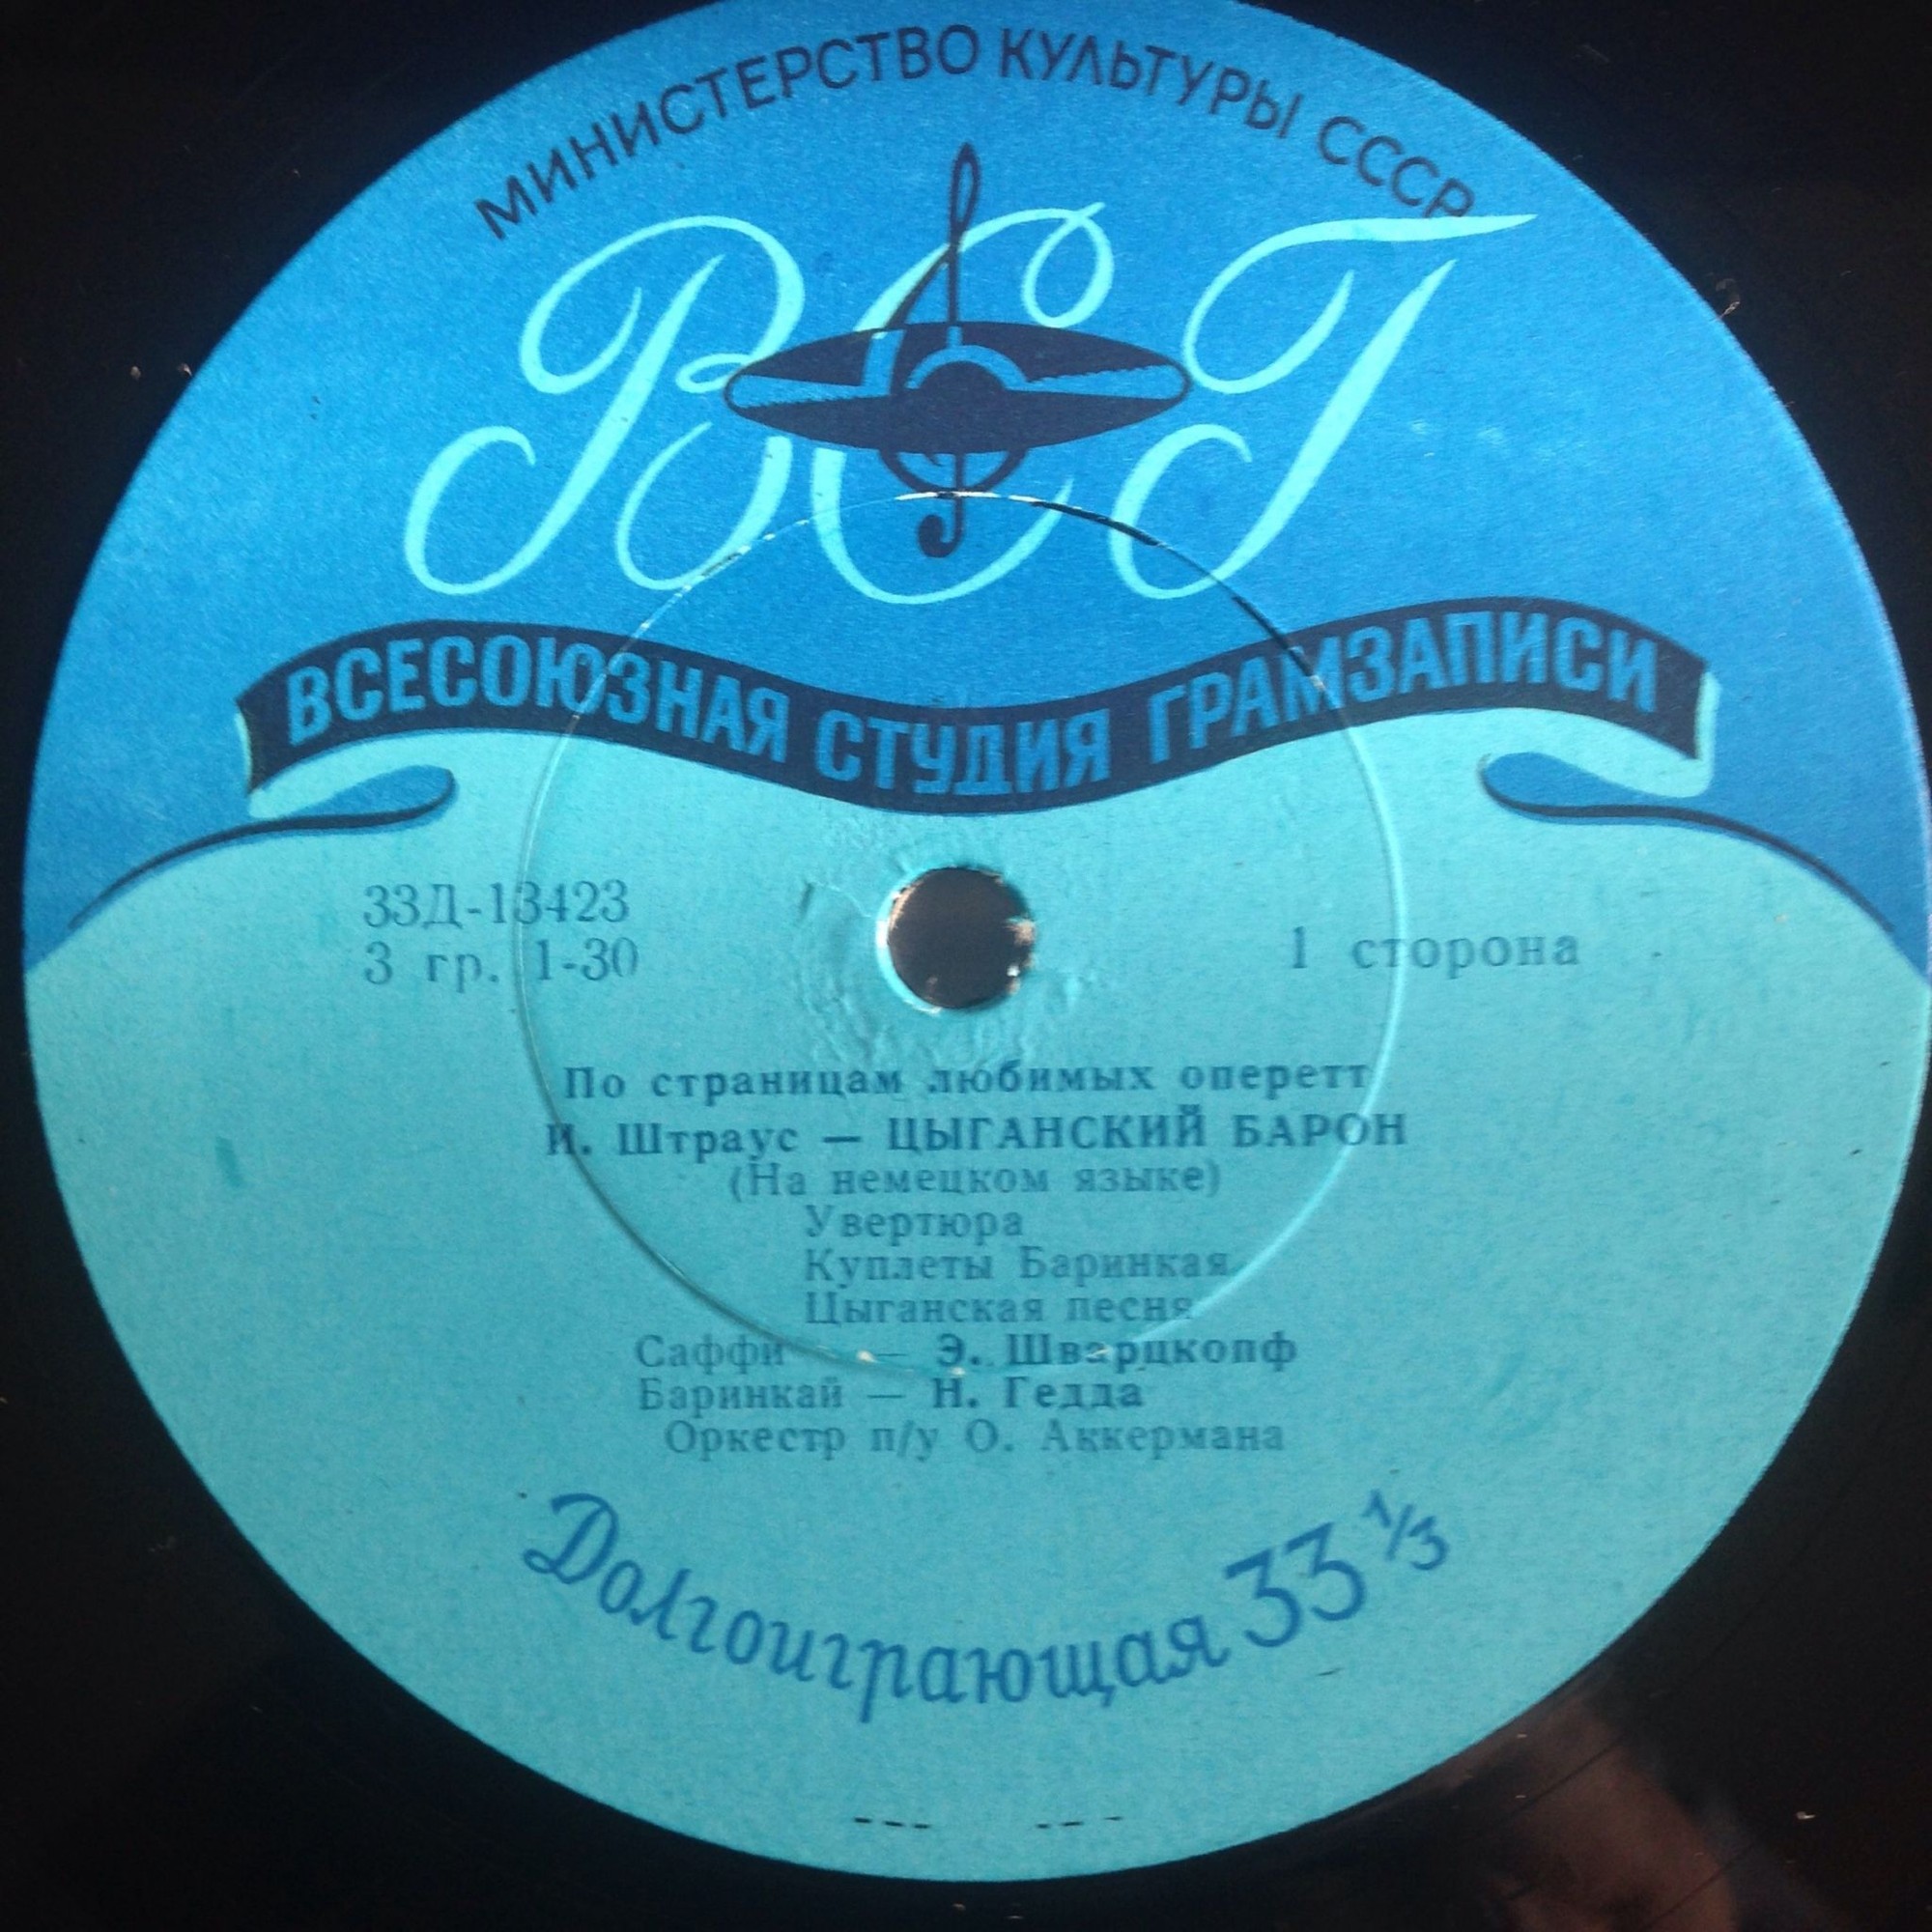 МИНИСТЕРСТВО КУЛЬТУРЫ СССР
ВСГ
ВСЕСОЮЗНАЯ СТУДИЯ ГРАМЗАПИСИ
33Д-13423
3 гр. 1-30
1 сторона
По страницам любимых оперетт
И. Штраус — ЦЫГАНСКИЙ БАРОН
(На немецком языке)
Увертюра
Куплеты Баринкая
Цыганская песня
Саффи — Э. Шварцкопф
Баринкай — Н. Гедда
Оркестр п/у О. Аккермана
Долгоиграющая 33 1/3